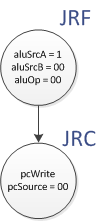 JRF
aluSrcA = 1
aluSrcB = 00
aluOp = 00
JRC
pcWrite
pcSource = 00